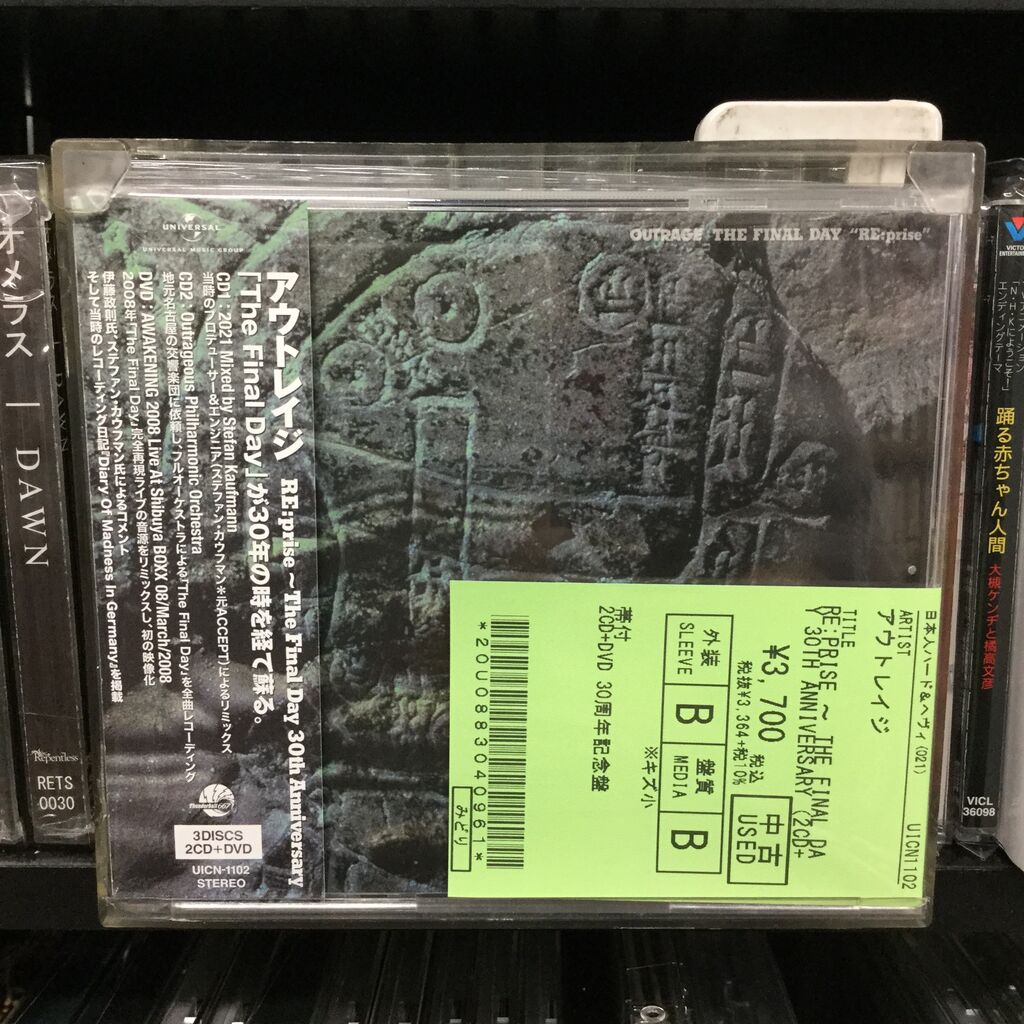 オメラス | DAWN
Repentless
RETS
0030
UNIVERSAL
UNIVERSAL MUSIC GROUP
アウトレイジ RE:prise ~The Final Day 30th Anniversary
「The Final Day」が30年の時を経て蘇る。
CD1:2021 Mixed by Stefan Kaufmann
当時のプロデューサー&エンジニア(ステファン・カウフマン*元ACCEPT)によるリミックス
CD2:Outrageous Philharmonic Orchestra
地元名古屋の交響楽団に依頼し、フルオーケストラによる「The Final Day」を全曲レコーディング
DVD:AWAKENING 2008 Live At Shibuya BOXX 08/March/2008
2008年、「The Final Day」完全再現ライブの音源をリミックスし、初の映像化
伊藤政則氏、ステファン・カウフマン氏によるコメント
そして当時のレコーディング日記『Diary Of Madness in Germany』を掲載
Thunderball667
3DISCS
2CD+DVD
UICN-1102
STEREO
OUTRAGE THE FINAL DAY "RE:prise"
日本人ハード&ヘヴィ(021) UICN1102
ARTIST
アウトレイジ
TITLE
RE:PRISE ~ THE FINAL DA
Y 30TH ANNIVERSARY (2CD+
¥3,700 税込
税抜¥3,364+税10%
中古
USED
外装
SLEEVE
B
盤質
MEDIA
B
※キズ小
帯付
2CD+DVD 30周年記念盤
*20U0883040961*
みどり
VICTOR
ENTERTAINMENT
エンディングテーマ
踊る赤ちゃん人間
大槻ケンヂと橘高文彦
VICL
36098